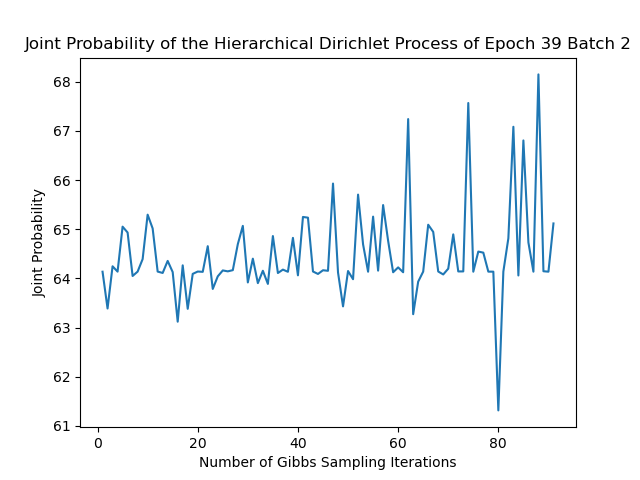 Joint Probability of the Hierarchical Dirichlet Process of Epoch 39 Batch 2
68
67
66
65
64
63
62
61
Joint Probability
0 20 40 60 80
Number of Gibbs Sampling Iterations